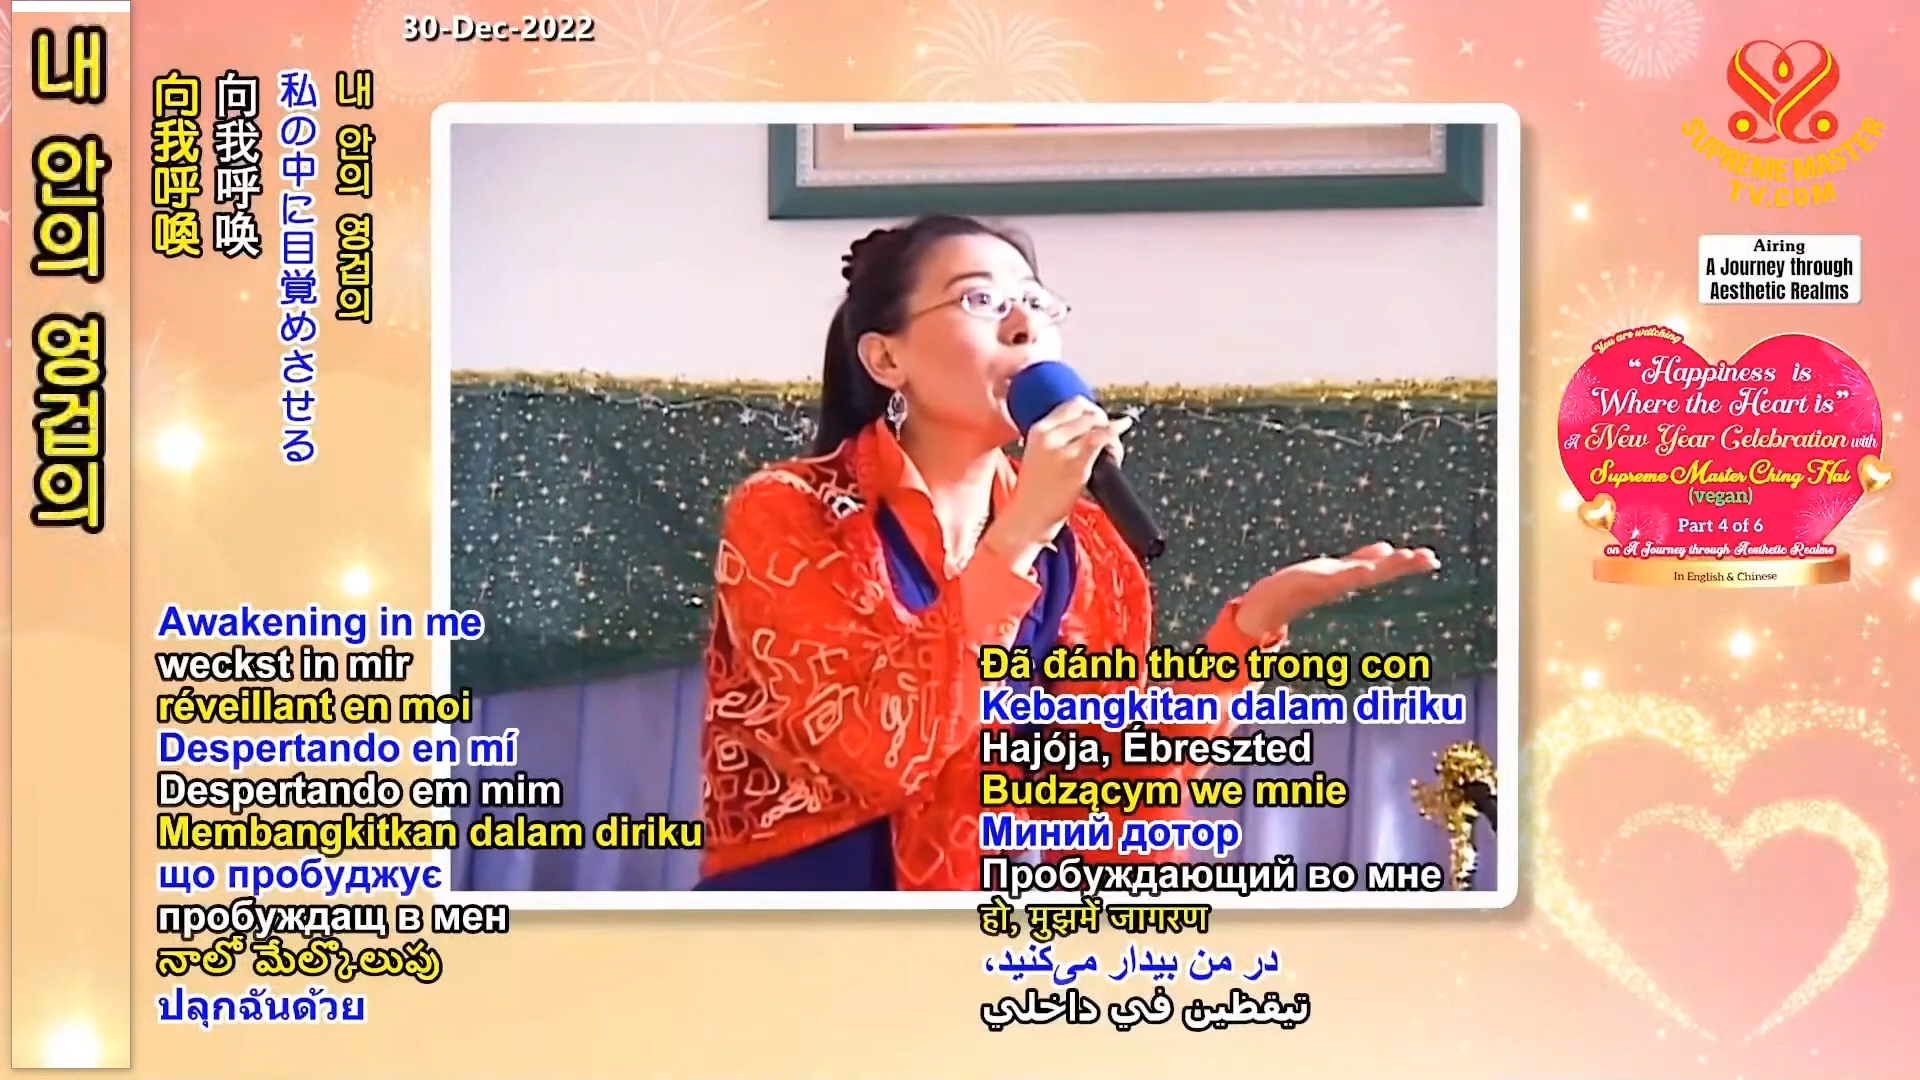 30-Dec-2022
내 안의 영겁의
向我呼喚
向我呼唤
私の中に目覚めさせる
내 안의 영겁의
SUPREME MASTER
TV.COM
Airing
A Journey through
Aesthetic Realms
You are watching
“Happiness is
Where the Heart is”
A New Year Celebration with
Supreme Master Ching Hai
(vegan)
Part 4 of 6
on A Journey through Aesthetic Realms
In English & Chinese
Awakening in me
weckst in mir
réveillant en moi
Despertando en mí
Despertando em mim
Membangkitkan dalam diriku
що пробуджує
пробуждащ в мен
నాలో మేల్కొలుపు
ปลุกฉันด้วย
Đã đánh thức trong con
Kebangkitan dalam diriku
Hajója, Ébreszted
Budzącym we mnie
Миний дотор
Пробуждающий во мне
हो, मुझमें जागरण
در من بیدار می‌کنید،
تيقظين في داخلي